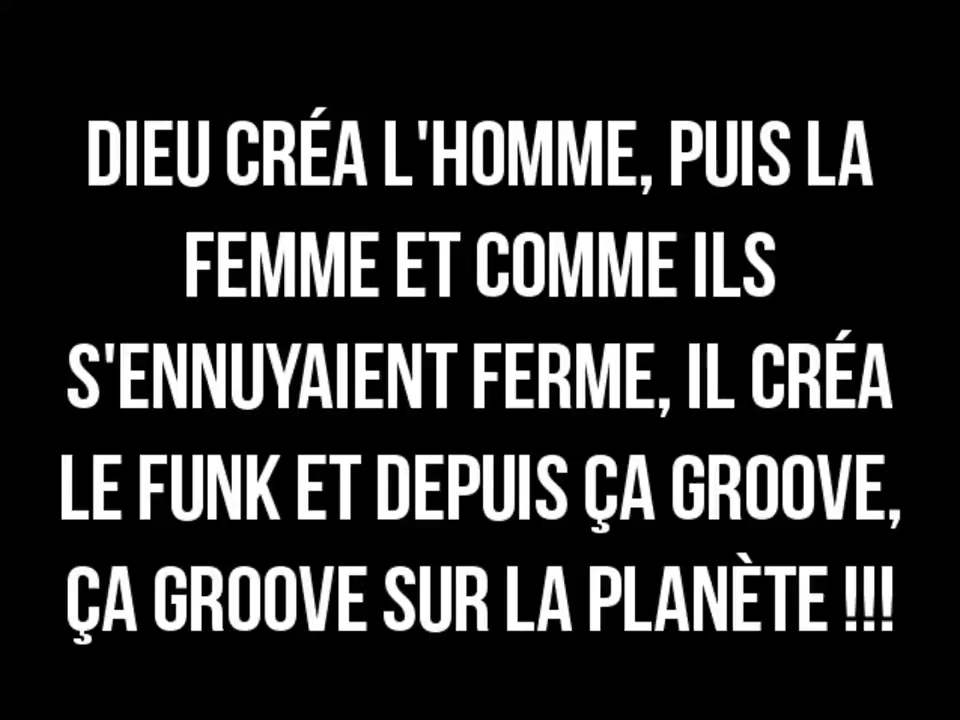 DIEU CRÉA L'HOMME, PUIS LA
FEMME ET COMME ILS
S'ENNUYAIENT FERME, IL CRÉA
LE FUNK ET DEPUIS ÇA GROOVE,
ÇA GROOVE SUR LA PLANÈTE !!!